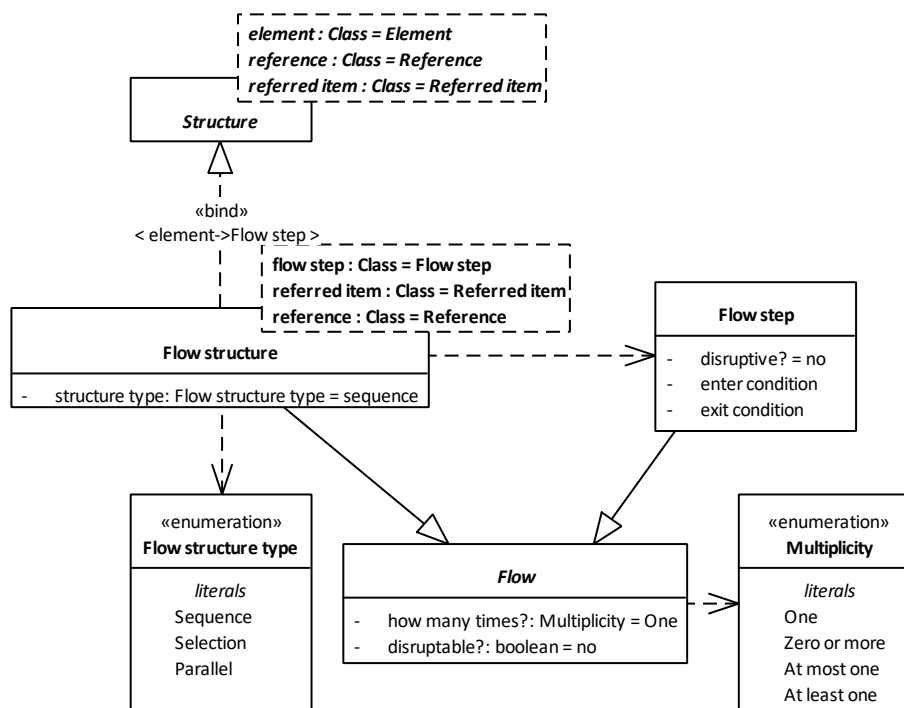 element : Class = Element
reference : Class = Reference
referred item : Class = Referred item
Structure
«bind»
< element->Flow step >
flow step : Class = Flow step
referred item : Class = Referred item
reference : Class = Reference
Flow structure
- structure type: Flow structure type = sequence
Flow step
- disruptive? = no
- enter condition
- exit condition
«enumeration»
Flow structure type
literals
Sequence
Selection
Parallel
Flow
- how many times?: Multiplicity = One
- disruptable?: boolean = no
«enumeration»
Multiplicity
literals
One
Zero or more
At most one
At least one